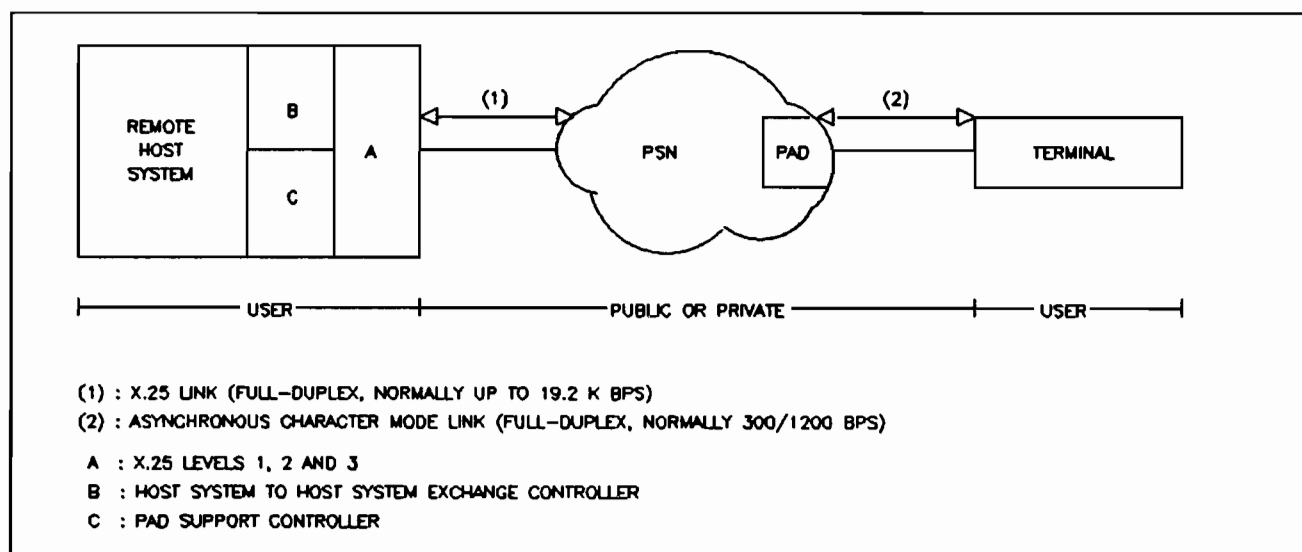 REMOTE
HOST
SYSTEM
B
C
A
(1)
PSN
PAD
(2)
TERMINAL
USER
PUBLIC OR PRIVATE
USER
(1) : X.25 LINK (FULL-DUPLEX, NORMALLY UP TO 19.2 K BPS)
(2) : ASYNCHRONOUS CHARACTER MODE LINK (FULL-DUPLEX, NORMALLY 300/1200 BPS)
A : X.25 LEVELS 1, 2 AND 3
B : HOST SYSTEM TO HOST SYSTEM EXCHANGE CONTROLLER
C : PAD SUPPORT CONTROLLER